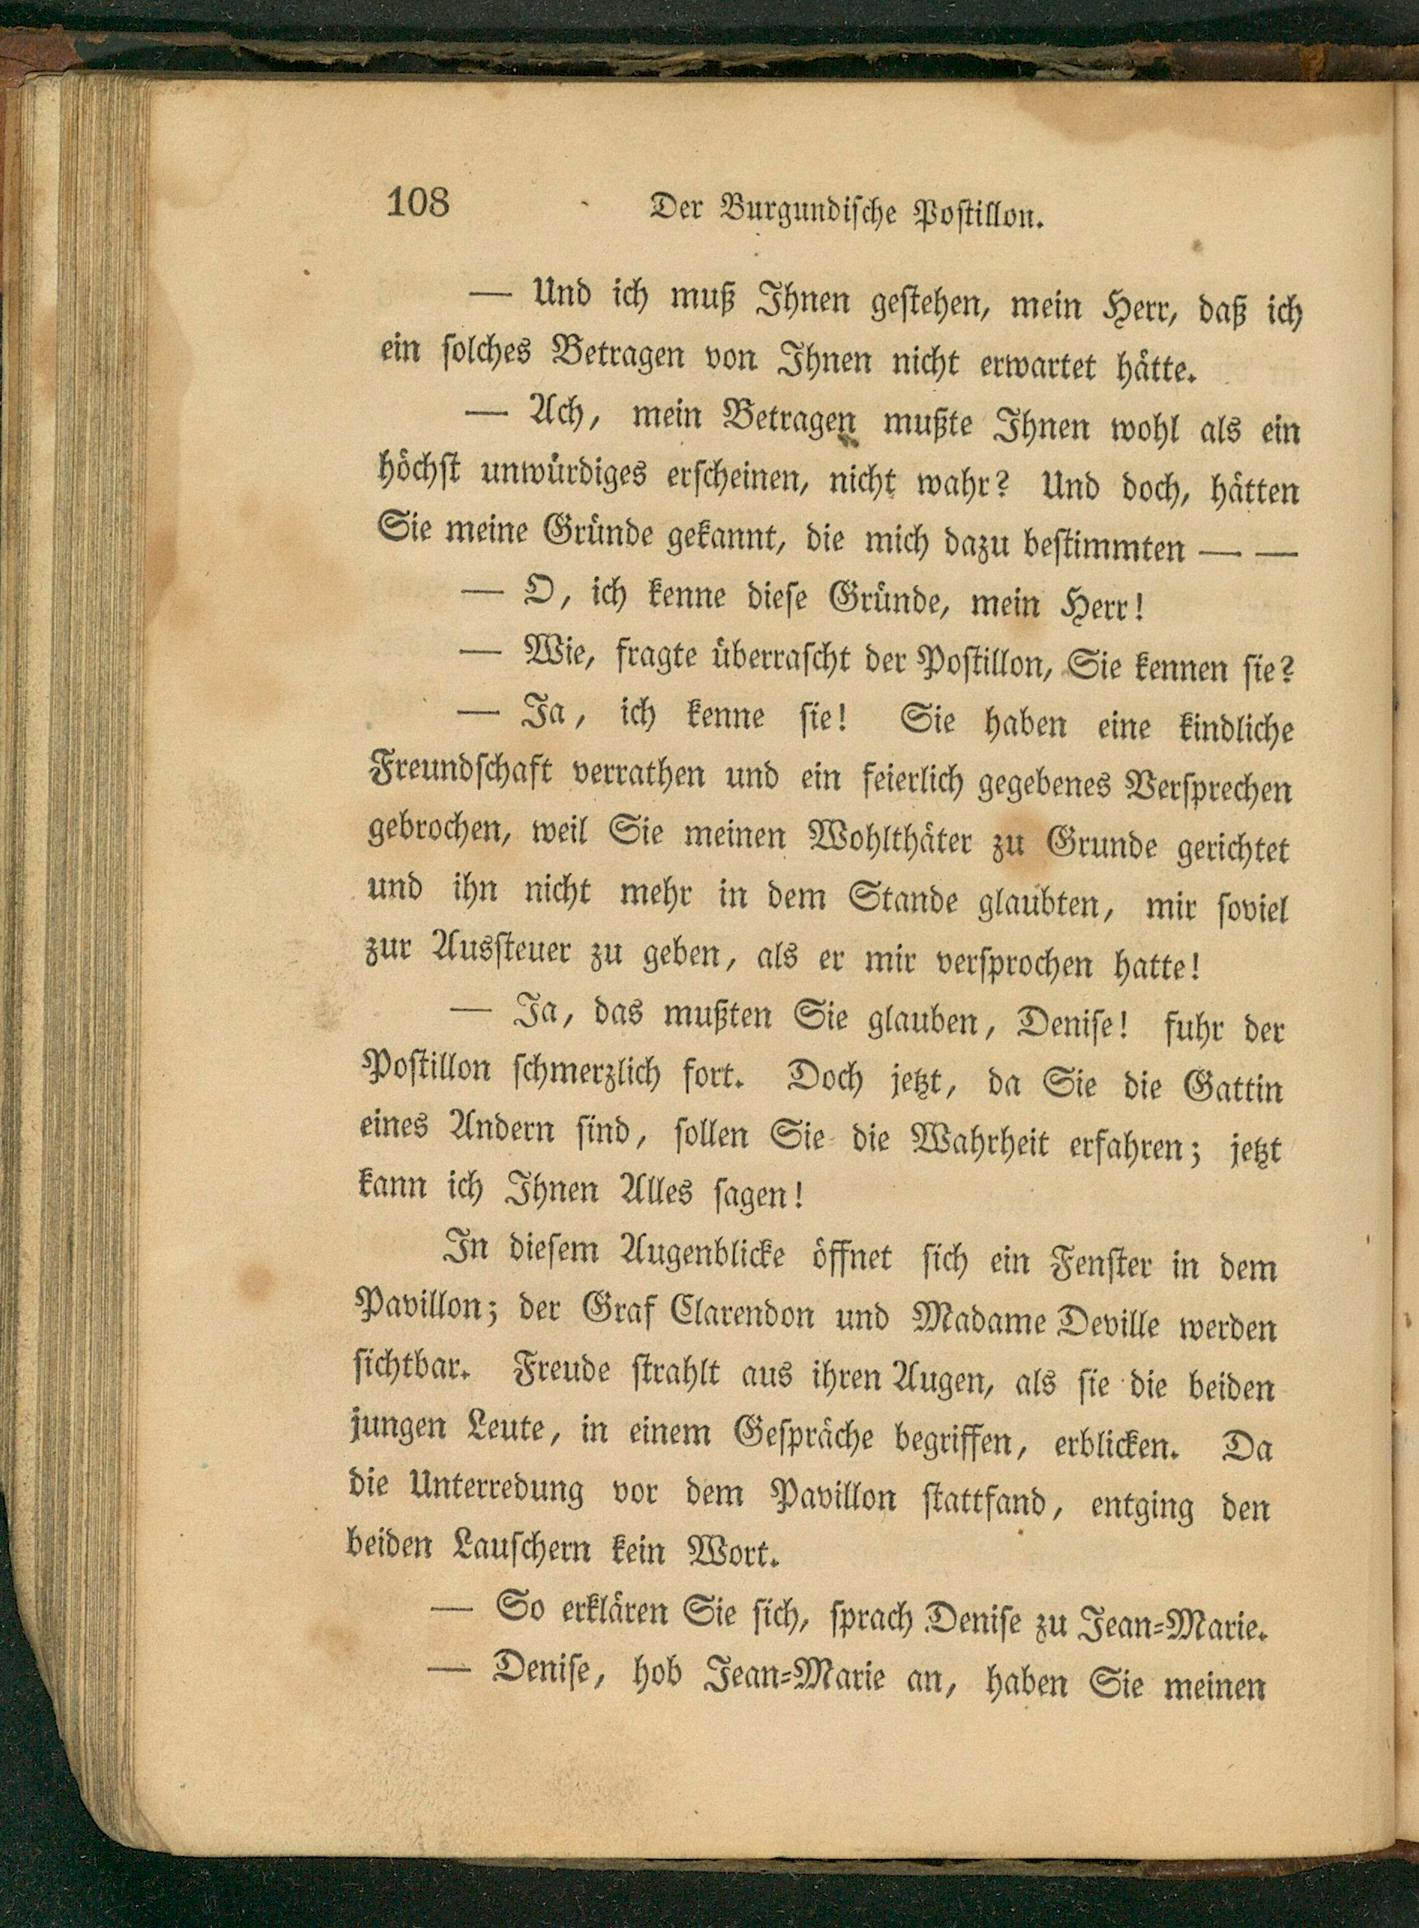 108 Der Burgundische Postillon.
— Und ich muß Ihnen gestehen, mein Herr, daß ich
ein solches Betragen von Ihnen nicht erwartet hätte.
— Ach, mein Betragen mußte Ihnen wohl als ein
höchst unwürdiges erscheinen, nicht wahr? Und doch, hätten
Sie meine Gründe gekannt, die mich dazu bestimmten — —
— O, ich kenne diese Gründe, mein Herr!
— Wie, fragte überrascht der Postillon, Sie kennen sie?
— Ja, ich kenne sie! Sie haben eine kindliche
Freundschaft verrathen und ein feierlich gegebenes Versprechen
gebrochen, weil Sie meinen Wohlthäter zu Grunde gerichtet
und ihn nicht mehr in dem Stande glaubten, mir soviel
zur Aussteuer zu geben, als er mir versprochen hatte!
— Ja, das mußten Sie glauben, Denise! fuhr der
Postillon schmerzlich fort. Doch jetzt, da Sie die Gattin
eines Andern sind, sollen Sie die Wahrheit erfahren; jetzt
kann ich Ihnen Alles sagen!
In diesem Augenblicke öffnet sich ein Fenster in dem
Pavillon; der Graf Clarendon und Madame Deville werden
sichtbar. Freude strahlt aus ihren Augen, als sie die beiden
jungen Leute, in einem Gespräche begriffen, erblicken. Da
die Unterredung vor dem Pavillon stattfand, entging den
beiden Lauschern kein Wort.
— So erklären Sie sich, sprach Denise zu Jean-Marie.
— Denise, hob Jean-Marie an, haben Sie meinen